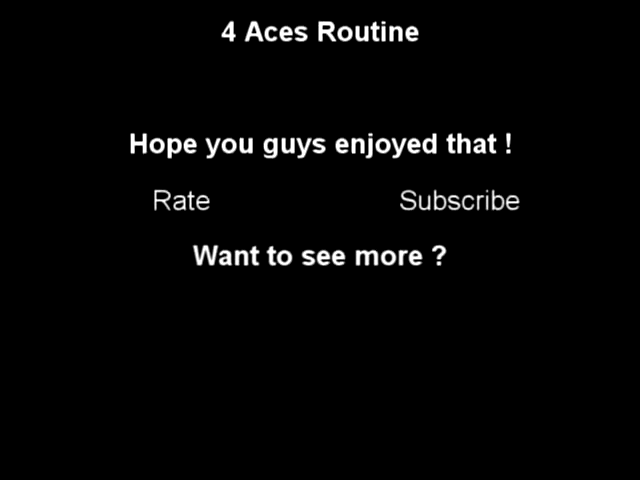 4 Aces Routine
Hope you guys enjoyed that !
Rate Subscribe
Want to see more ?